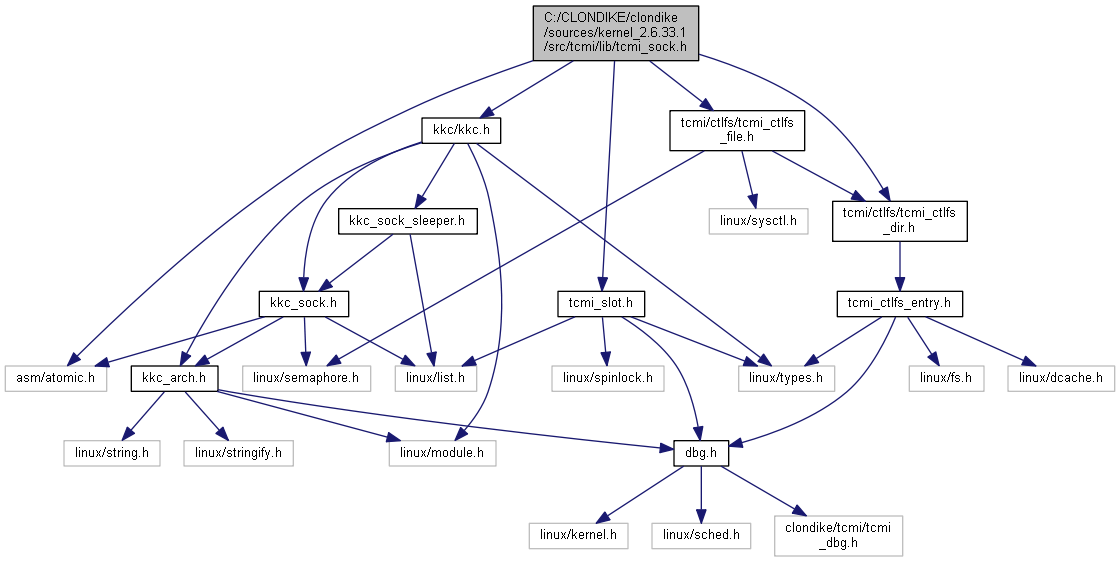 C:/CLONDIKE/clondike
/sources/kernel_2.6.33.1
/src/tcmi/lib/tcmi_sock.h
kkc/kkc.h
tcmi/ctlfs/tcmi_ctlfs
_file.h
kkc_sock_sleeper.h
linux/sysctl.h
tcmi/ctlfs/tcmi_ctlfs
_dir.h
kkc_sock.h
tcmi_slot.h
tcmi_ctlfs_entry.h
asm/atomic.h
kkc_arch.h
linux/semaphore.h
linux/list.h
linux/spinlock.h
linux/types.h
linux/fs.h
linux/dcache.h
linux/string.h
linux/stringify.h
linux/module.h
dbg.h
linux/kernel.h
linux/sched.h
clondike/tcmi/tcmi
_dbg.h